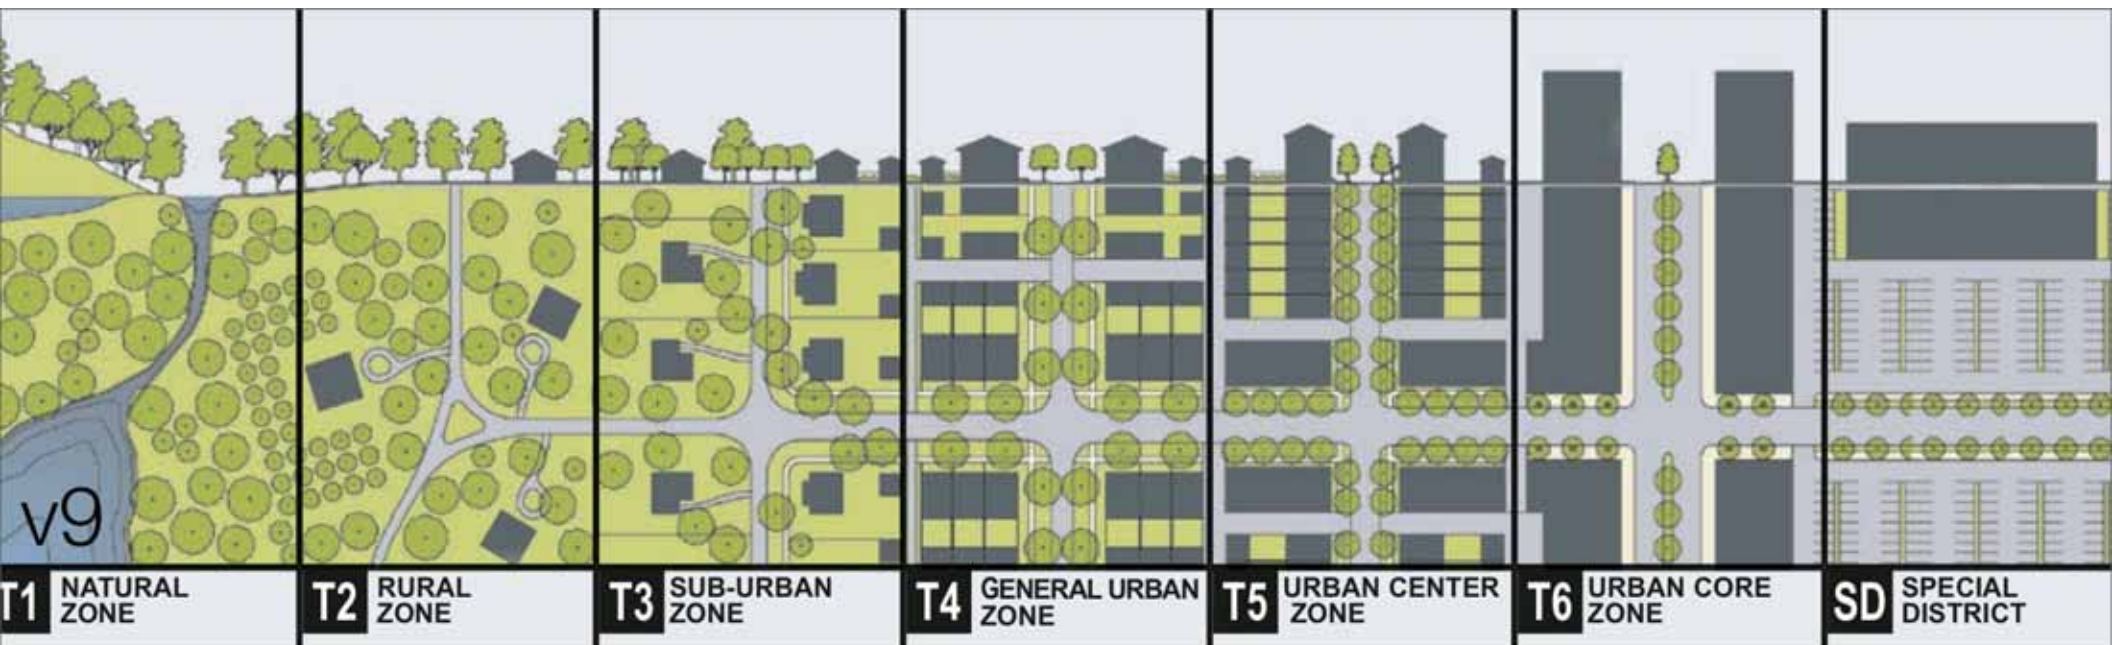 v9
T1 NATURAL
ZONE
T2 RURAL
ZONE
T3 SUB-URBAN
ZONE
T4 GENERAL URBAN
ZONE
T5 URBAN CENTER
ZONE
T6 URBAN CORE
ZONE
SD SPECIAL
DISTRICT